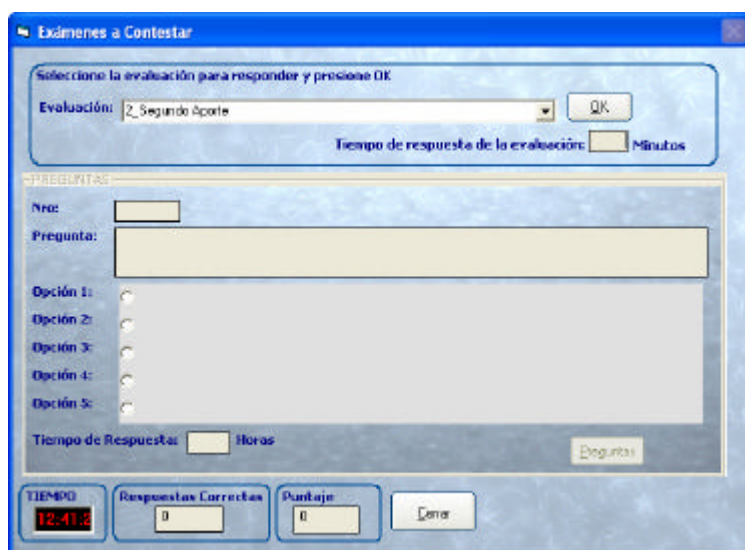 Exámenes a Contestar
Seleccione la evaluación para responder y presione OK
Evaluación: 2_Segundo Aporte OK
Tiempo de respuesta de la evaluación: Minutos
PREGUNTAS
Nro:
Pregunta:
Opción 1:
Opción 2:
Opción 3:
Opción 4:
Opción 5:
Tiempo de Respuesta: Horas Preguntas
TIEMPO Respuestas Correctas Puntaje
12:41:2 0 0 Cerrar